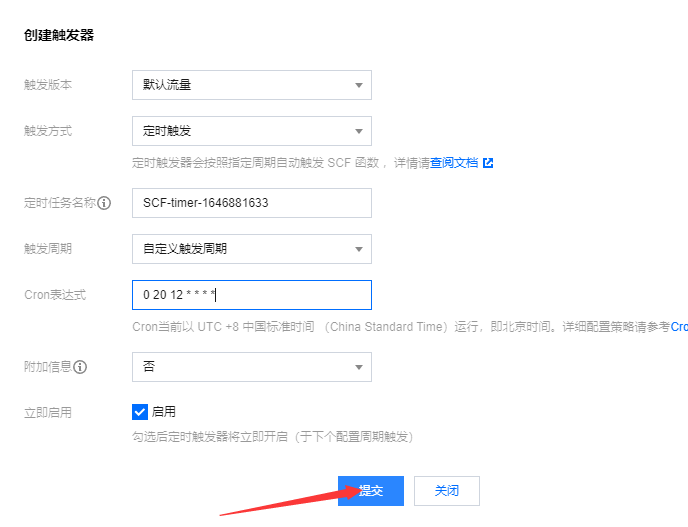 创建触发器
触发版本 默认流量
触发方式 定时触发
定时触发器会按照指定周期自动触发 SCF 函数，详情请查阅文档
定时任务名称 SCF-timer-1646881633
触发周期 自定义触发周期
Cron表达式 0 20 12 * * * *
Cron当前以 UTC +8 中国标准时间 （China Standard Time）运行，即北京时间。详细配置策略请参考Cro
附加信息 否
立即启用 启用
勾选后定时触发器将立即开启（于下个配置周期触发）
提交 关闭